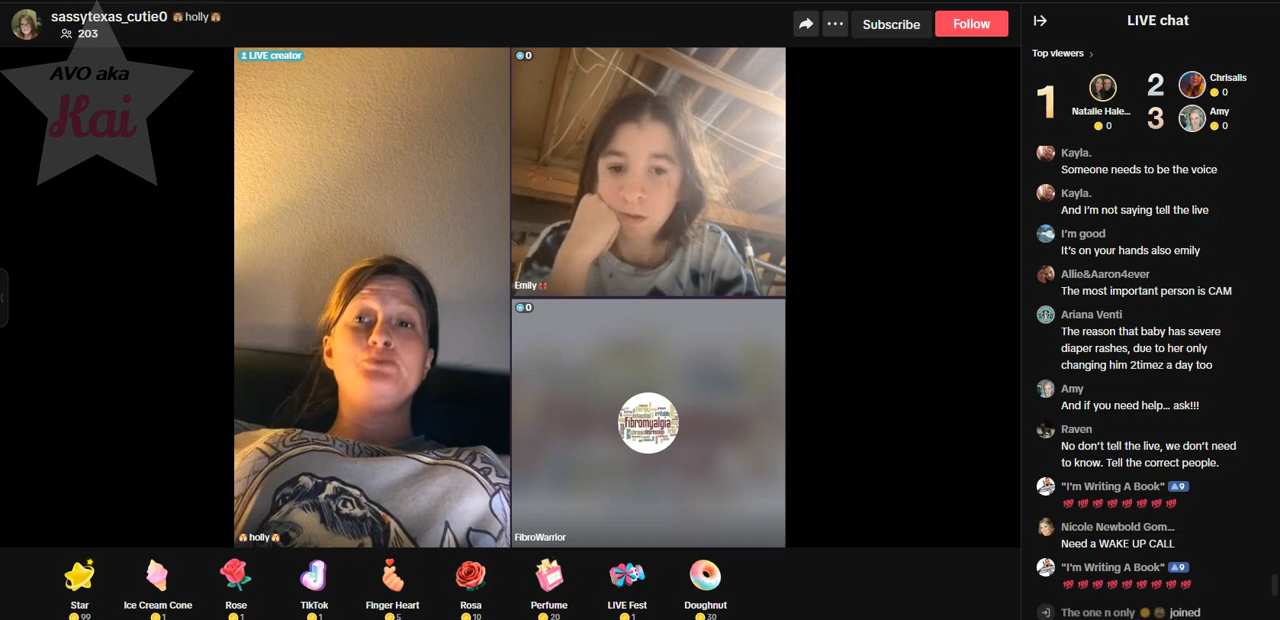 sassytexas_cutie0 🙈 holly 🙈
203
Subscribe
Follow
AVO aka
Kai
LIVE creator
0
Emily
0
fibromyalgia
FibroWarrior
holly
Star
99
Ice Cream Cone
1
Rose
1
TikTok
1
Finger Heart
5
Rosa
10
Perfume
20
LIVE Fest
1
Doughnut
30
LIVE chat
Top viewers
1
Natalie Hale...
0
2
Chrisalis
0
3
Amy
0
Kayla.
Someone needs to be the voice
Kayla.
And I'm not saying tell the live
I'm good
It's on your hands also emily
Allie&Aaron4ever
The most important person is CAM
Ariana Venti
The reason that baby has severe
diaper rashes, due to her only
changing him 2timez a day too
Amy
And if you need help... ask!!!
Raven
No don't tell the live, we don't need
to know. Tell the correct people.
"I'm Writing A Book" 9
💯 💯 💯 💯 💯 💯 💯 💯
Nicole Newbold Gom...
Need a WAKE UP CALL
"I'm Writing A Book" 9
💯 💯 💯 💯 💯 💯 💯 💯 💯
The one n only joined